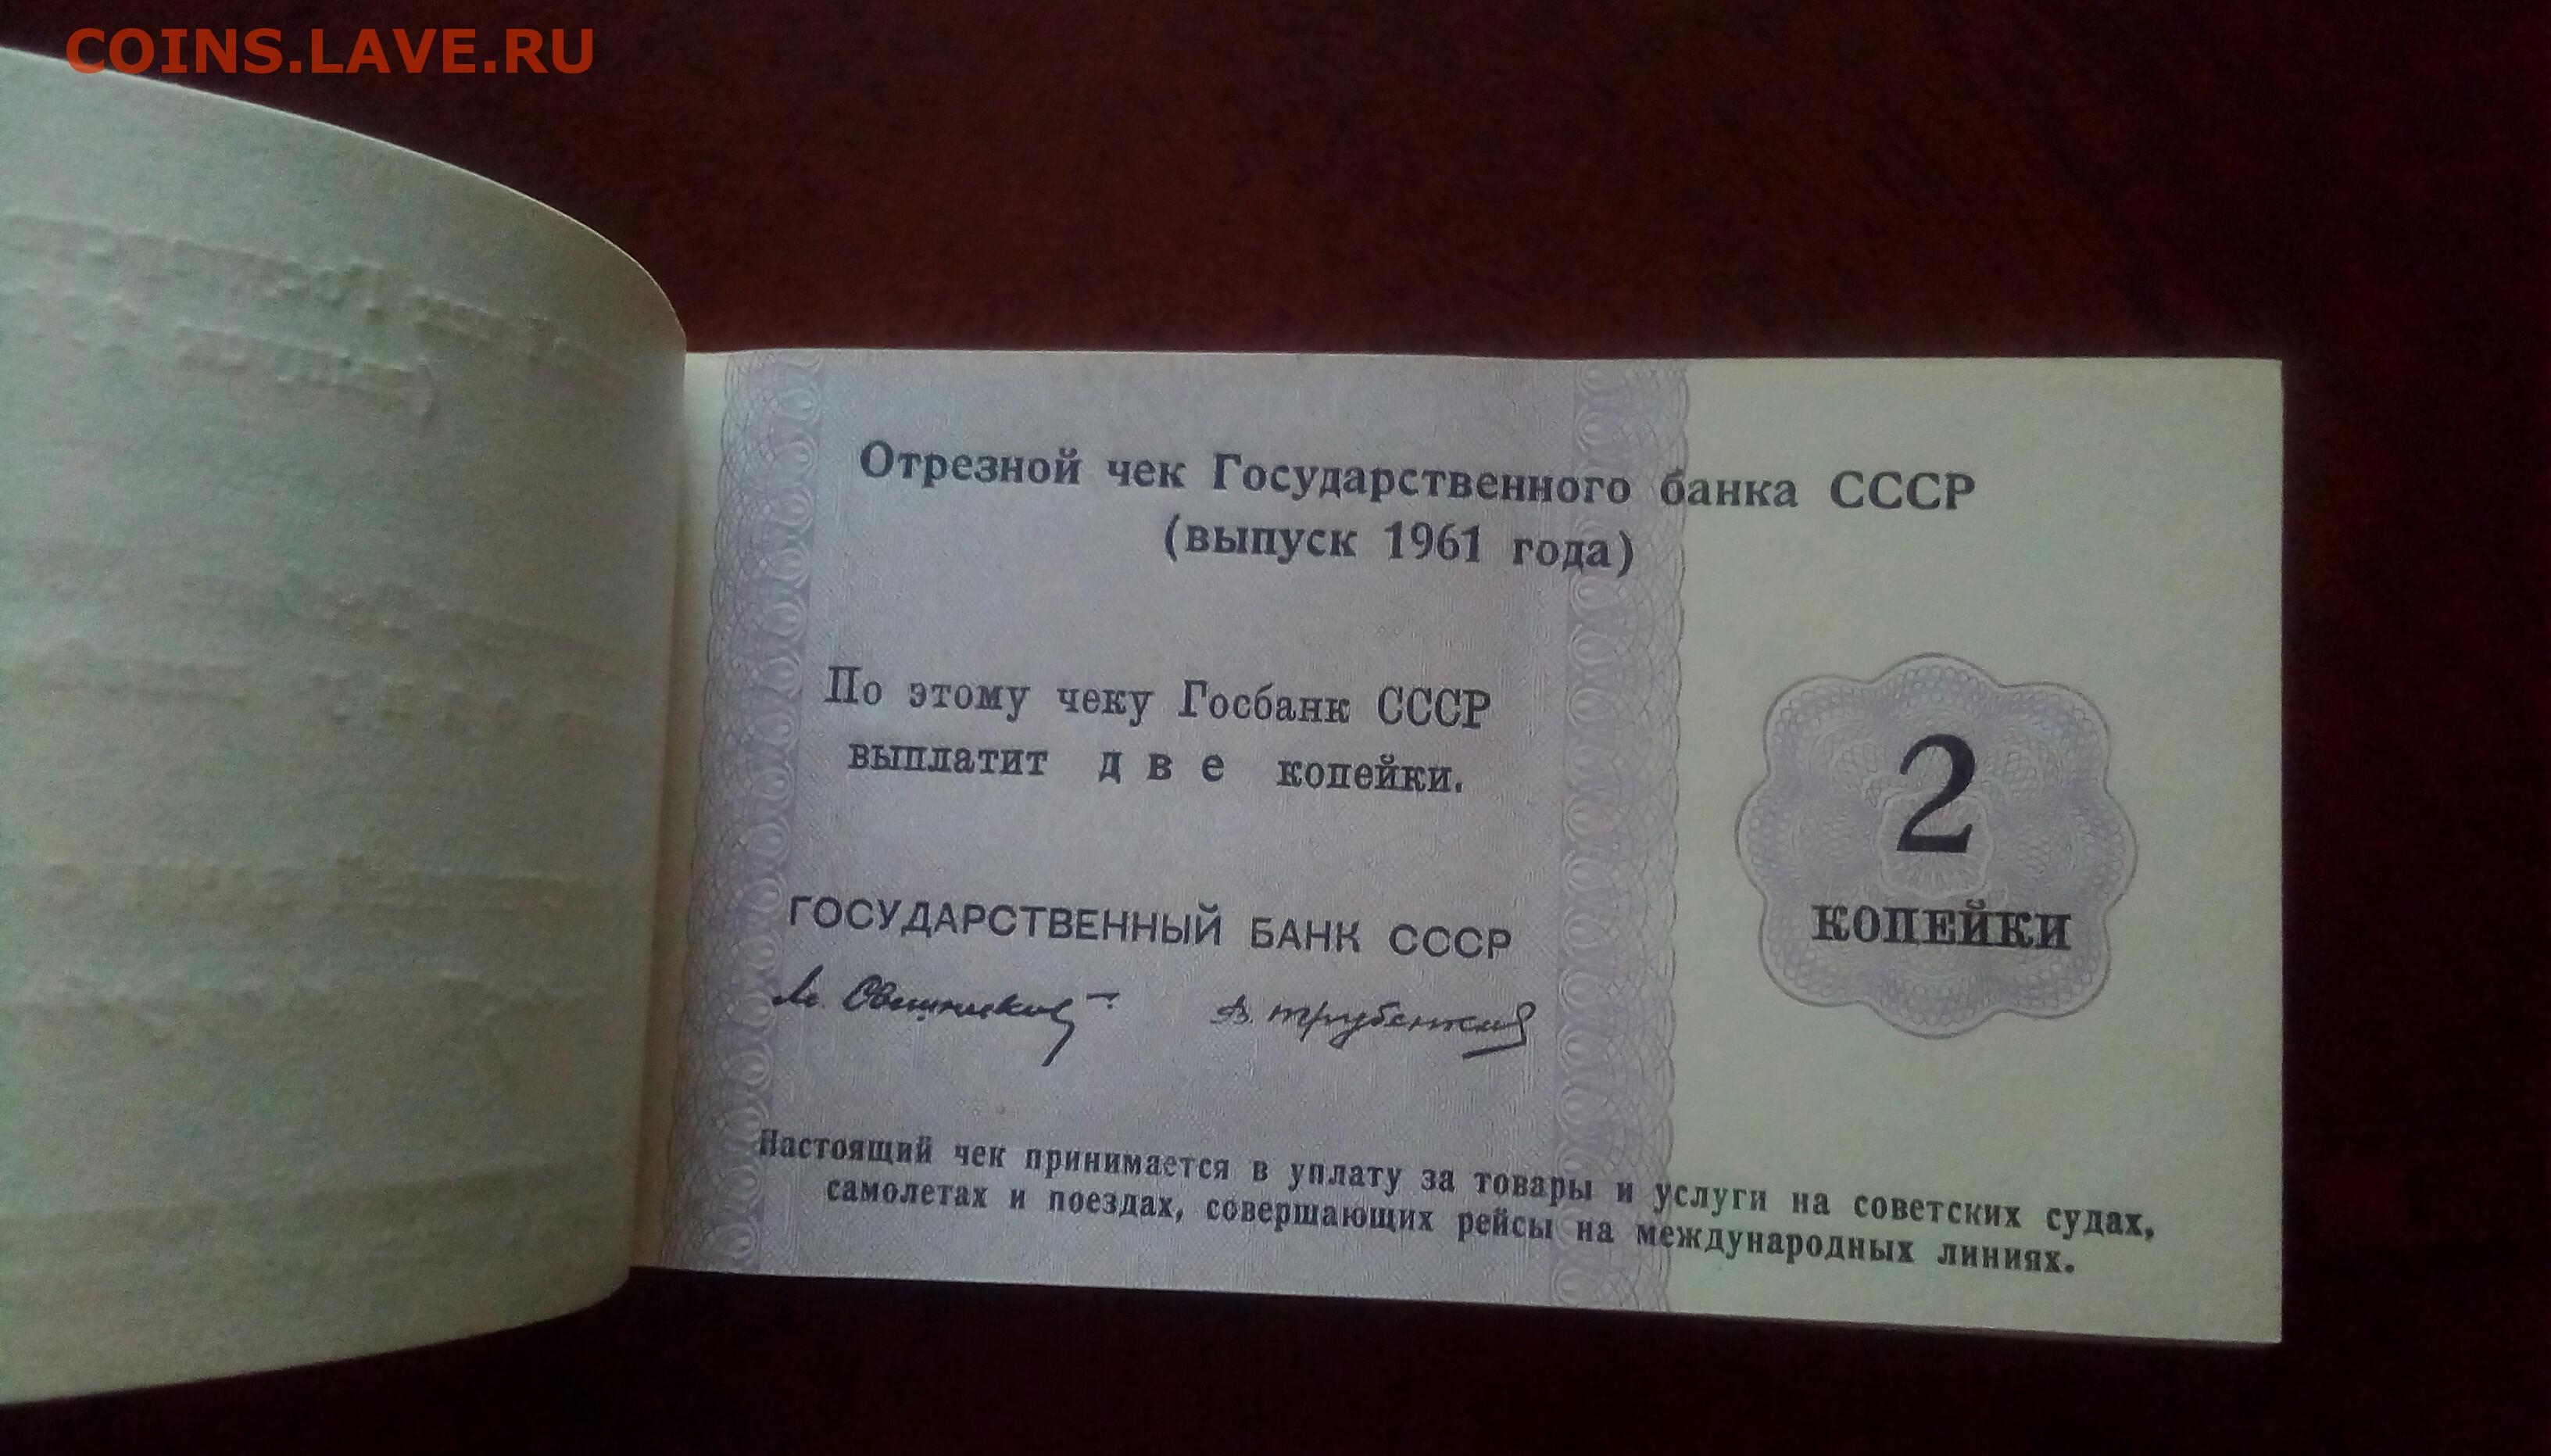 COINS.LAVE.RU
Отрезной чек Государственного банка СССР
(выпуск 1961 года)
По этому чеку Госбанк СССР
выплатит две копейки.
2
копейки
ГОСУДАРСТВЕННЫЙ БАНК СССР
Настоящий чек принимается в уплату за товары и услуги на советских судах,
самолетах и поездах, совершающих рейсы на международных линиях.